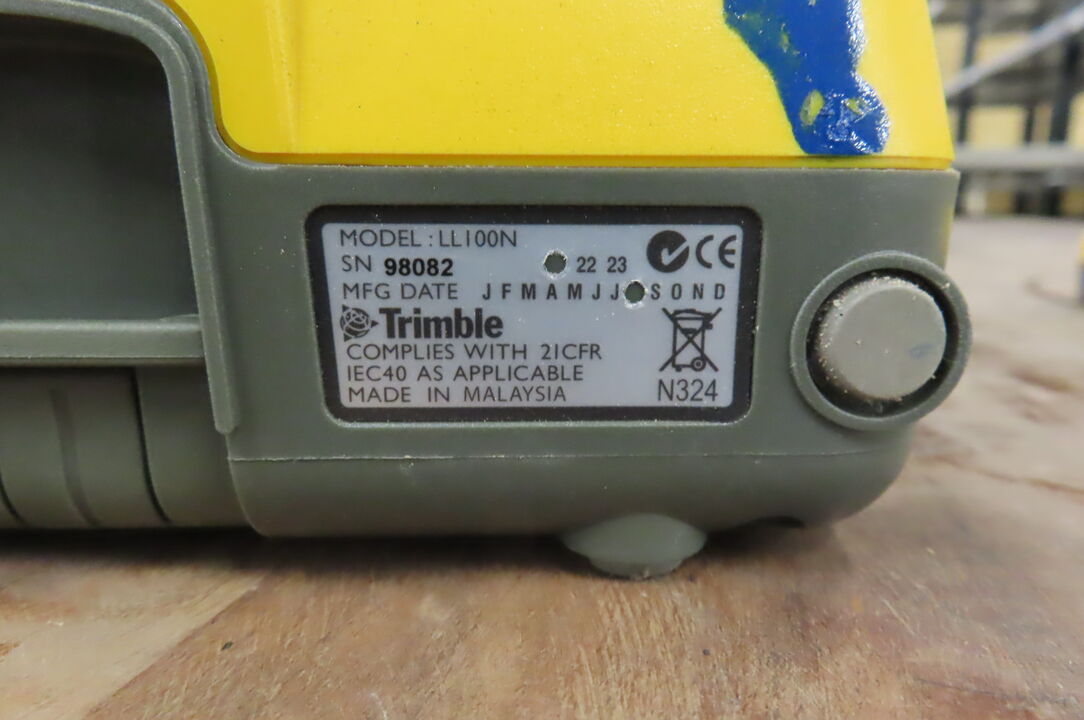 MODEL : LL100N
SN 98082
22 23
MFG DATE J F M A M J J S O N D
Trimble
COMPLIES WITH 21CFR
IEC40 AS APPLICABLE
MADE IN MALAYSIA
CE
N324